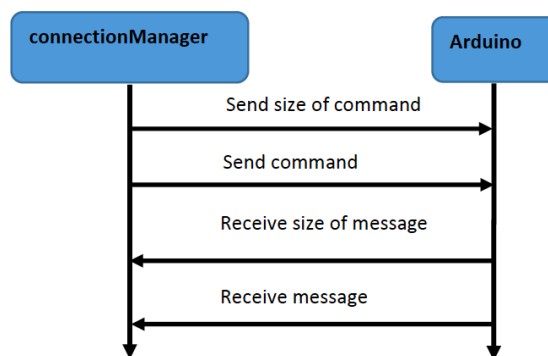 connectionManager
Arduino
Send size of command
Send command
Receive size of message
Receive message